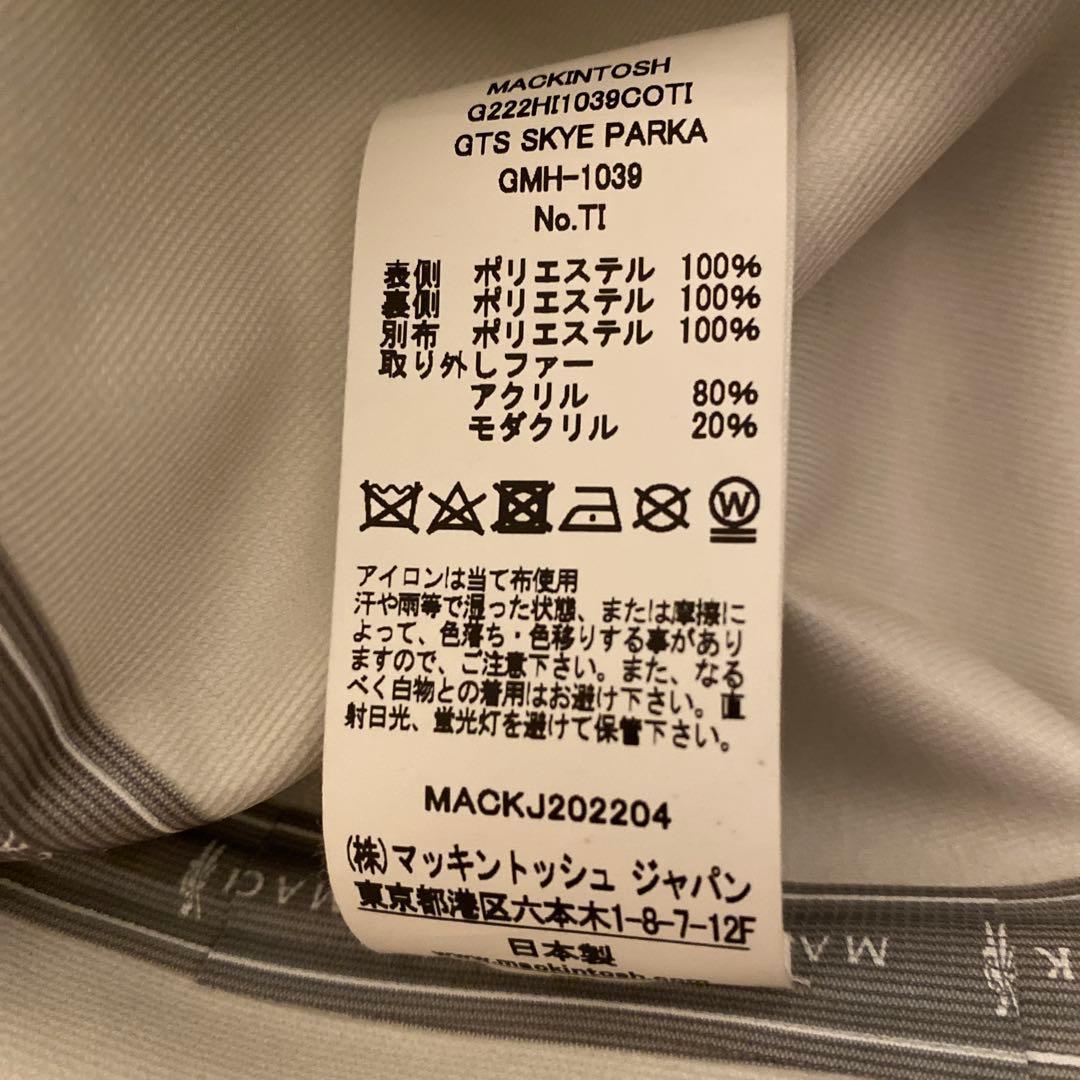 MACKINTOSH
G222HI1039COTI
GTS SKYE PARKA
GMH-1039
No.TI
表側 ポリエステル 100%
裏側 ポリエステル 100%
別布 ポリエステル 100%
取り外しファー
アクリル 80%
モダクリル 20%
W
アイロンは当て布使用
汗や雨等で湿った状態、または摩擦に
よって、色落ち・色移りする事があり
ますので、ご注意下さい。また、なる
べく白物との着用はお避け下さい。直
射日光、蛍光灯を避けて保管下さい。
MACKJ202204
(株)マッキントッシュ ジャパン
東京都港区六本木1-8-7-12F
日本製
www.mackintosh.com
MACI
MA
M
K